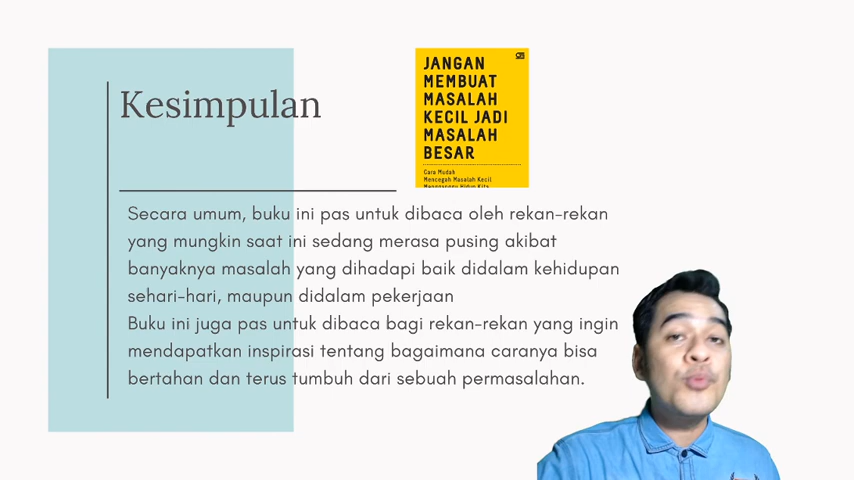 Kesimpulan
JANGAN
MEMBUAT
MASALAH
KECIL JADI
MASALAH
BESAR
Cara Mudah
Mencegah Masalah Kecil
Mengganggu Hidup Kita
Secara umum, buku ini pas untuk dibaca oleh rekan-rekan
yang mungkin saat ini sedang merasa pusing akibat
banyaknya masalah yang dihadapi baik didalam kehidupan
sehari-hari, maupun didalam pekerjaan
Buku ini juga pas untuk dibaca bagi rekan-rekan yang ingin
mendapatkan inspirasi tentang bagaimana caranya bisa
bertahan dan terus tumbuh dari sebuah permasalahan.